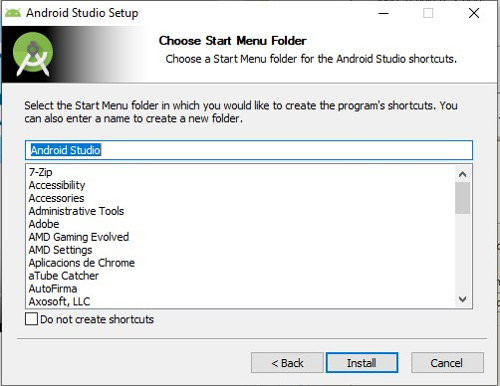 Android Studio Setup
Choose Start Menu Folder
Choose a Start Menu folder for the Android Studio shortcuts.
Select the Start Menu folder in which you would like to create the program's shortcuts. You
can also enter a name to create a new folder.
Android Studio
7-Zip
Accessibility
Accessories
Administrative Tools
Adobe
AMD Gaming Evolved
AMD Settings
Aplicaciones de Chrome
aTube Catcher
AutoFirma
Axosoft, LLC
Do not create shortcuts
< Back
Install
Cancel